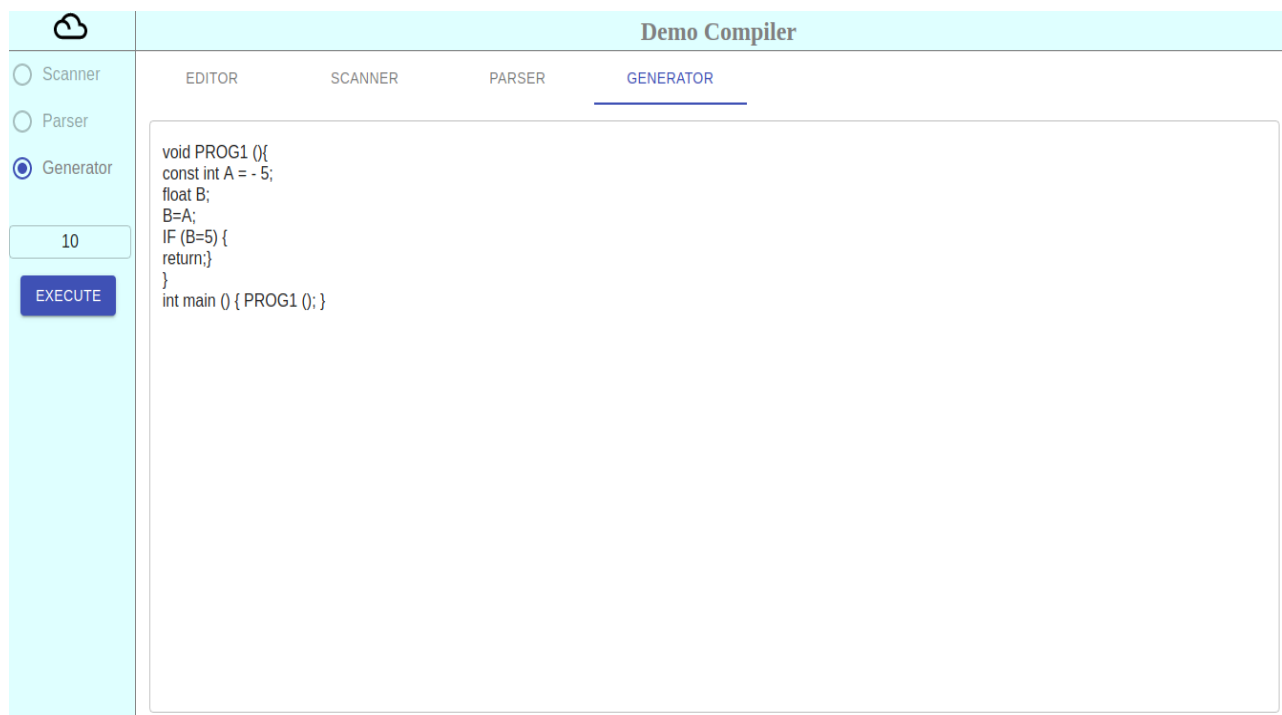 Demo Compiler
Scanner
Parser
Generator
10
EXECUTE
EDITOR SCANNER PARSER GENERATOR
void PROG1 (){
const int A = - 5;
float B;
B=A;
IF (B=5) {
return;}
}
int main () { PROG1 (); }